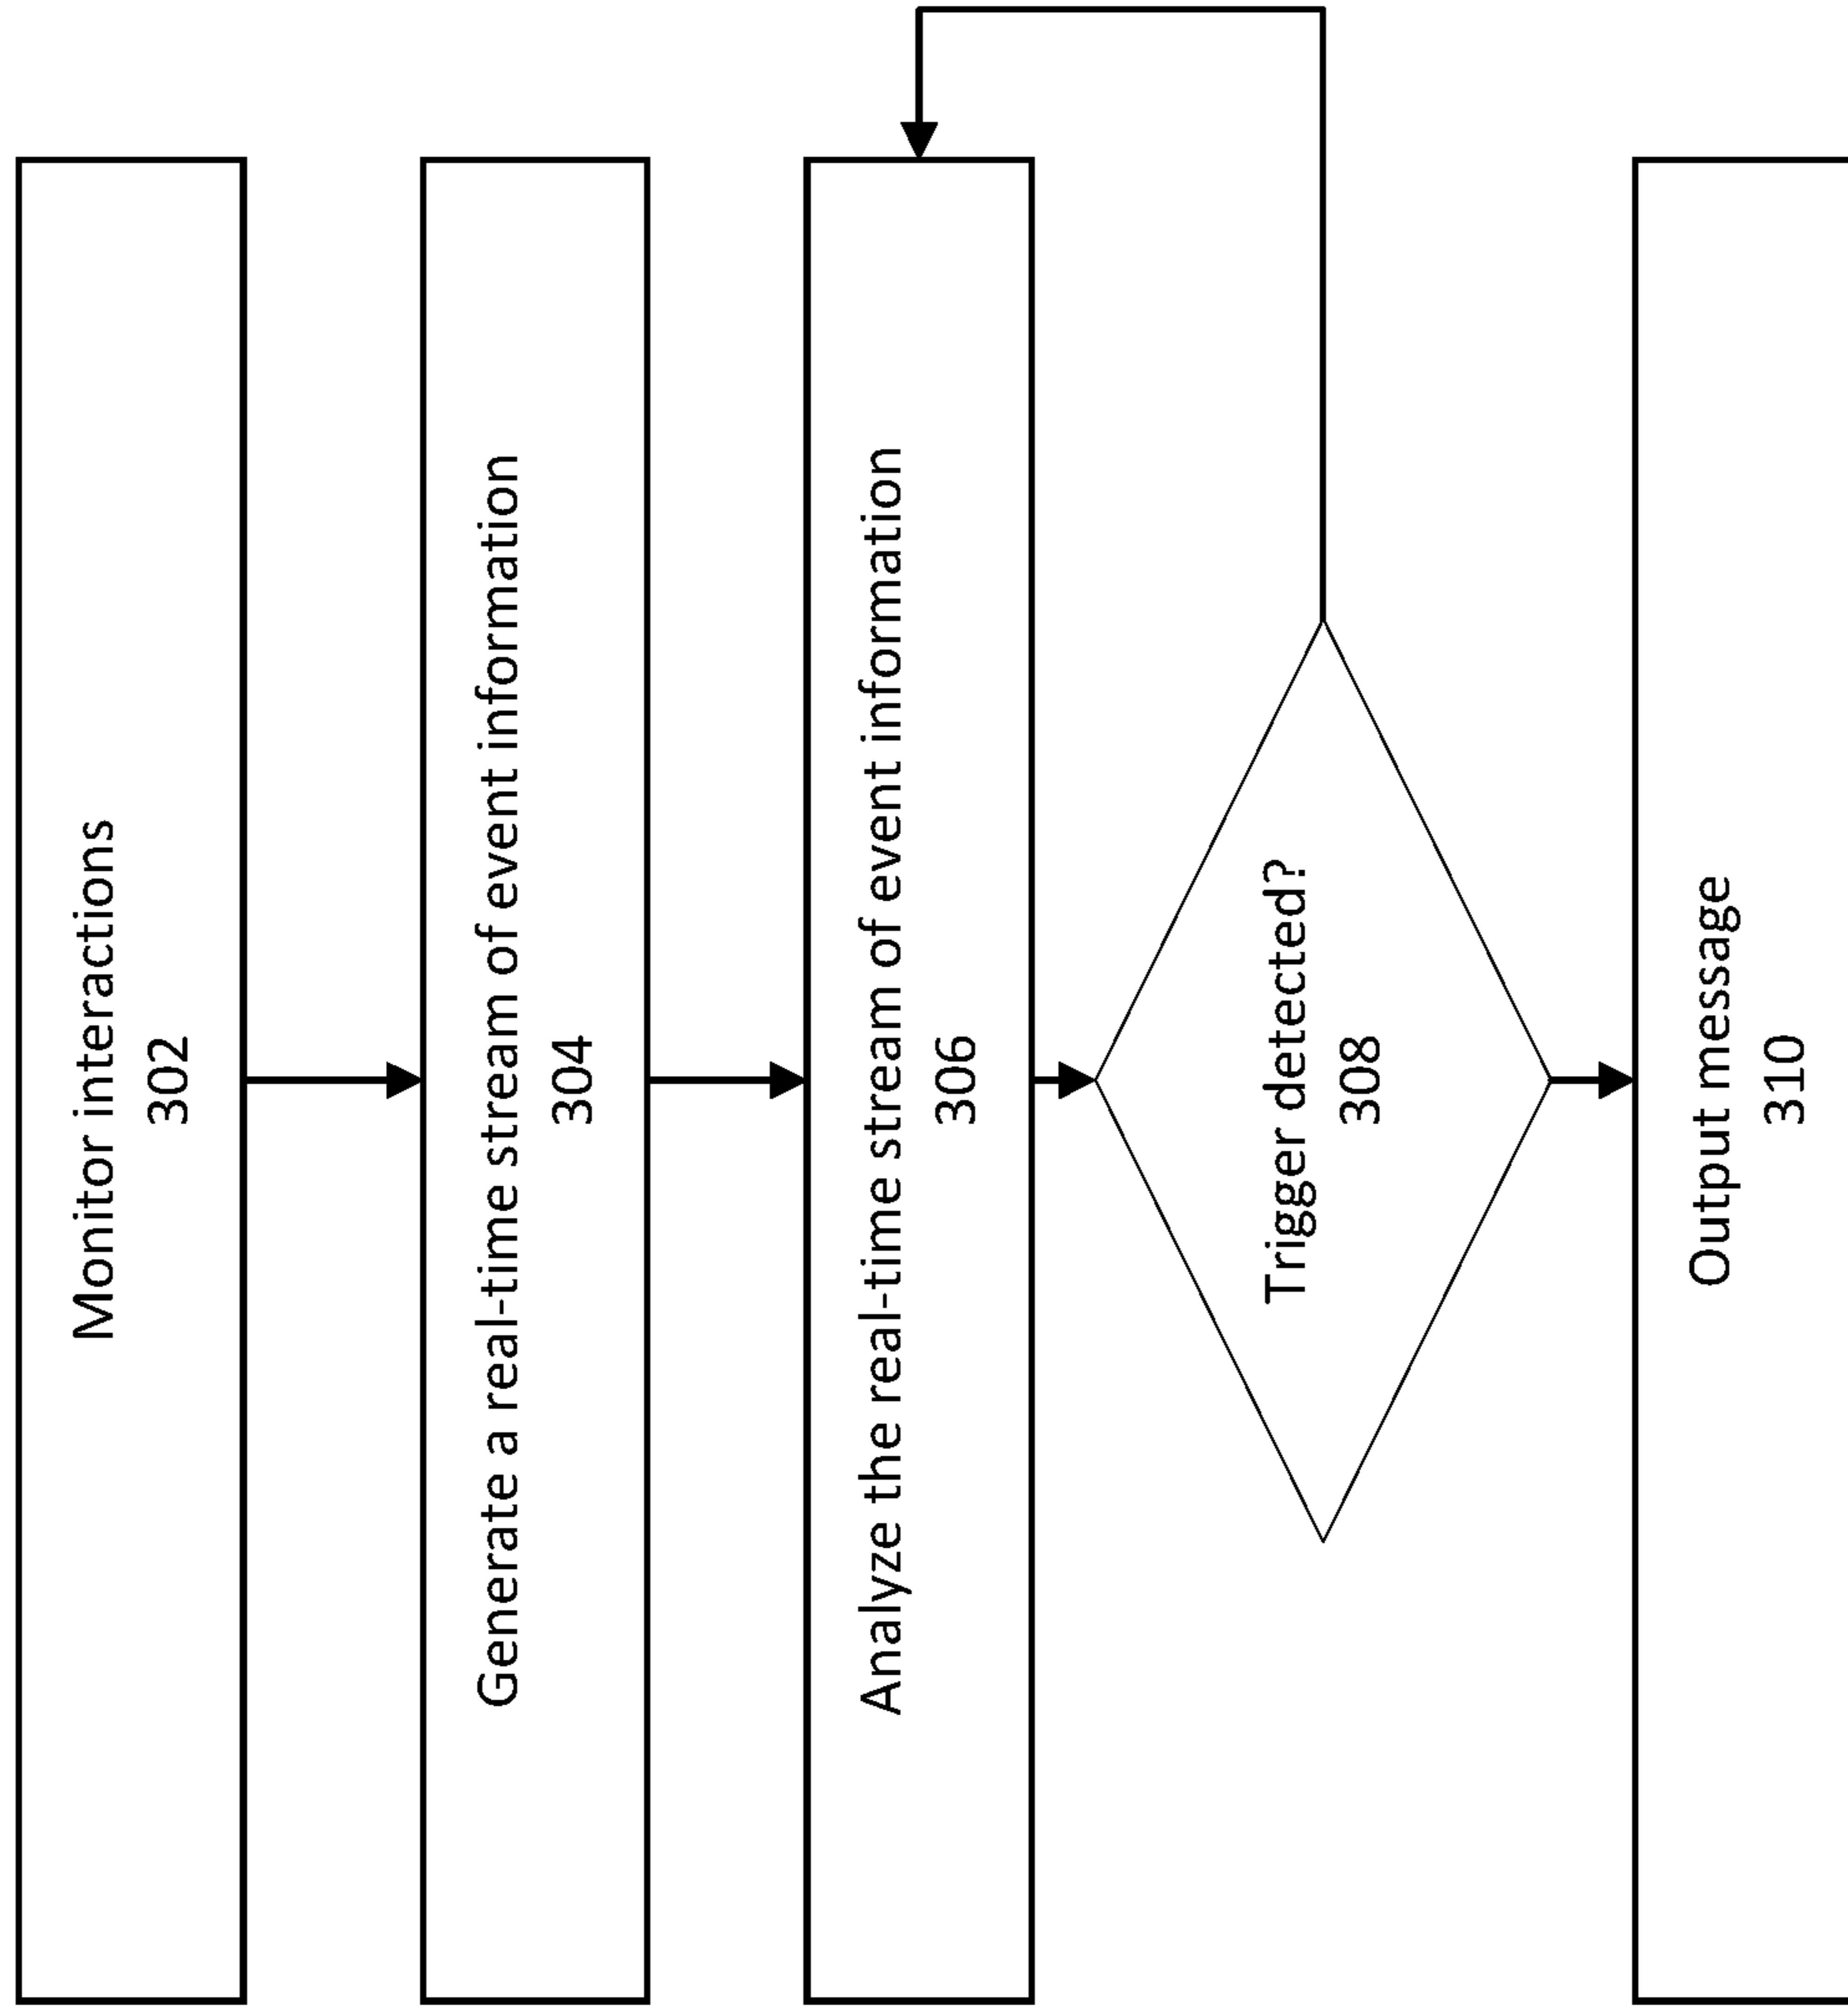 Monitor interactions
302
Generate a real-time stream of event information
304
Analyze the real-time stream of event information
306
Trigger detected?
308
Output message
310